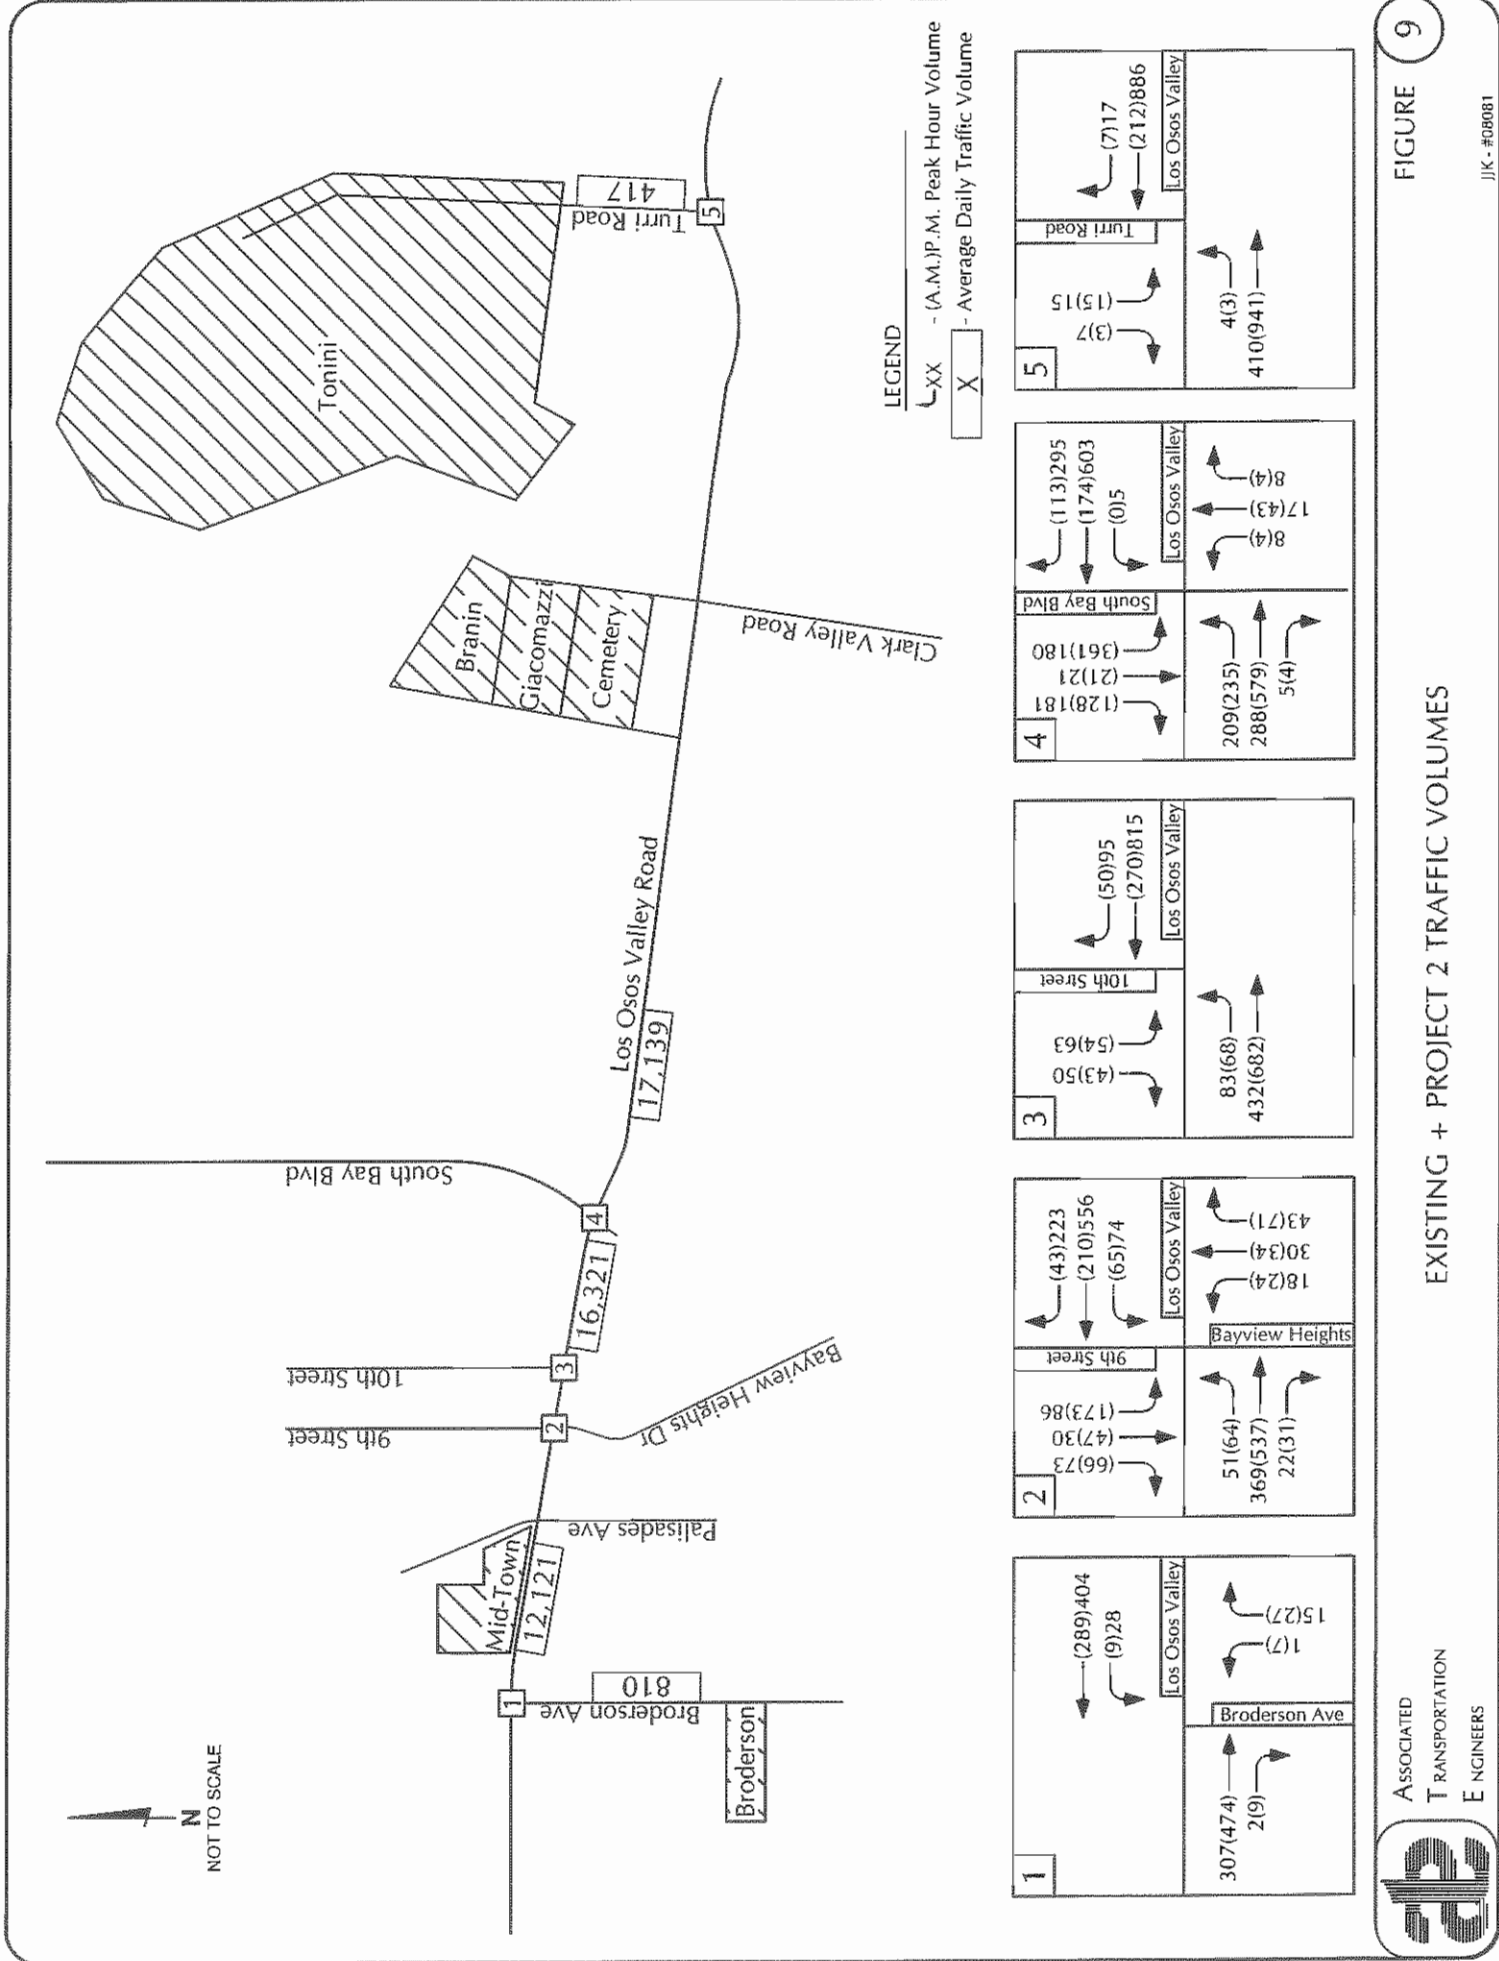 N
NOT TO SCALE
South Bay Blvd
10th Street
9th Street
Palisades Ave
Mid-Town
12,121
1
Broderson Ave
810
Broderson
2
Bayview Heights Dr
3
16,321
4
Los Osos Valley Road
17,139
Branin
Giacomazzi
Cemetery
Clark Valley Road
Tonini
Turri Road
417
5
LEGEND
XX - (A.M.)P.M. Peak Hour Volume
X - Average Daily Traffic Volume
1
(289)404
(9)28
Los Osos Valley
307(474)
2(9)
Broderson Ave
1(7)
15(27)
2
(66)73
(47)30
(173)86
9th Street
(43)223
(210)556
(65)74
Los Osos Valley
51(64)
369(537)
22(31)
Bayview Heights
18(24)
30(34)
43(71)
3
(43)50
(54)63
10th Street
(50)95
(270)815
Los Osos Valley
83(68)
432(682)
4
(128)181
(21)21
(361)180
South Bay Blvd
(113)295
(174)603
(0)5
Los Osos Valley
209(235)
288(579)
5(4)
8(4)
17(43)
8(4)
5
(3)7
(15)15
Turri Road
(7)17
(212)886
Los Osos Valley
4(3)
410(941)
ate
ASSOCIATED
TRANSPORTATION
ENGINEERS
EXISTING + PROJECT 2 TRAFFIC VOLUMES
FIGURE 9
JJK - #08081